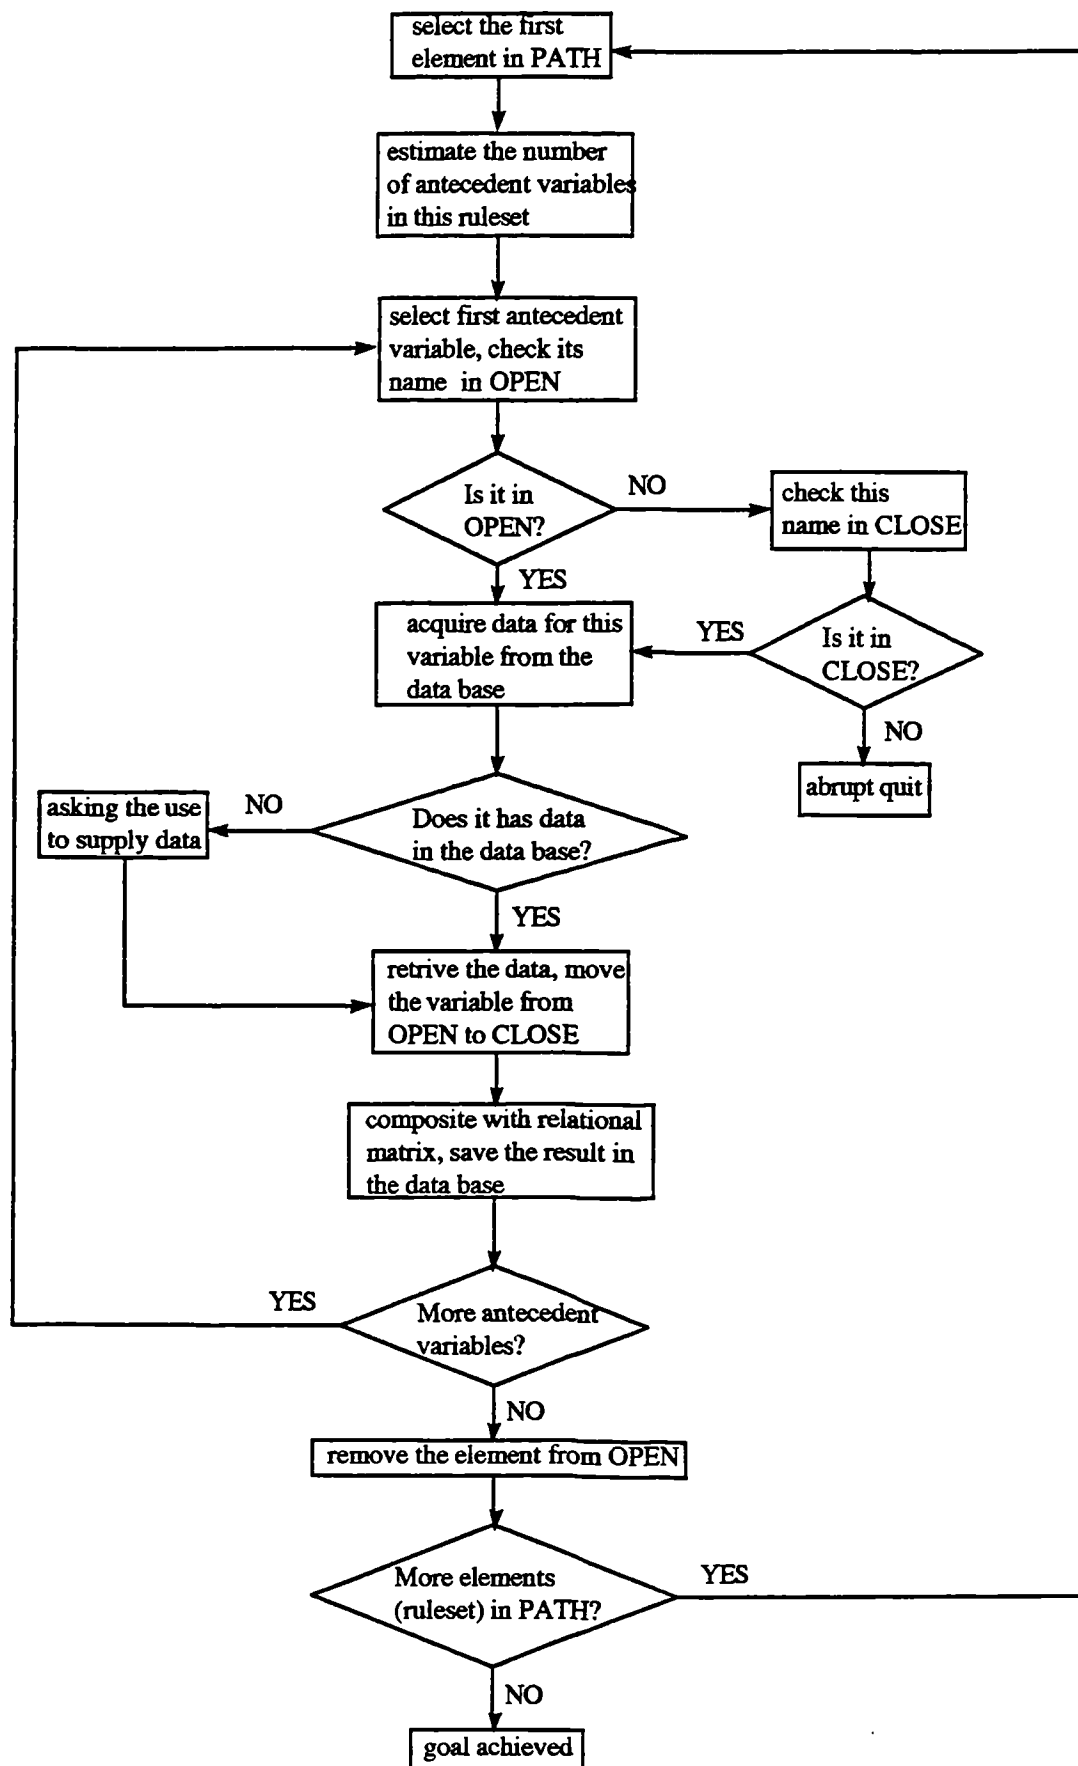 select the first
element in PATH
estimate the number
of antecedent variables
in this ruleset
select first antecedent
variable, check its
name in OPEN
Is it in
OPEN?
NO
check this
name in CLOSE
YES
acquire data for this
variable from the
data base
YES
Is it in
CLOSE?
NO
abrupt quit
asking the use
to supply data
NO
Does it has data
in the data base?
YES
retrive the data, move
the variable from
OPEN to CLOSE
composite with relational
matrix, save the result in
the data base
YES
More antecedent
variables?
NO
remove the element from OPEN
More elements
(ruleset) in PATH?
YES
NO
goal achieved